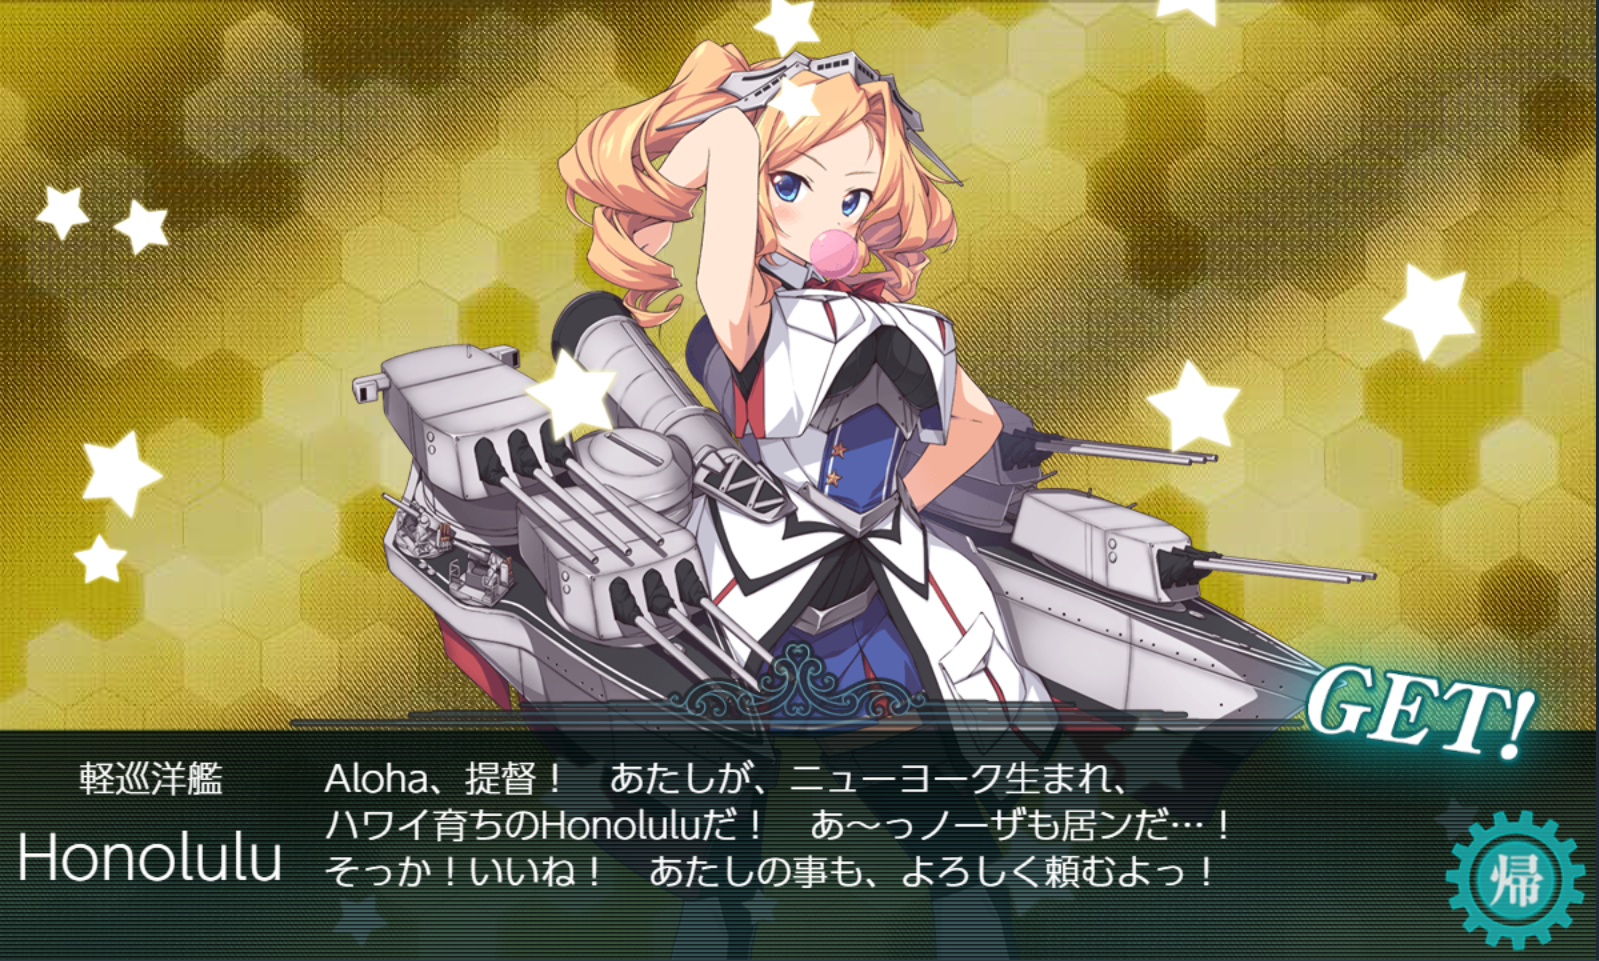 GET!
軽巡洋艦
Honolulu
Aloha、提督！　あたしが、ニューヨーク生まれ、
ハワイ育ちのHonoluluだ！　あ～っノーザも居ンだ…！
そっか！いいね！　あたしの事も、よろしく頼むよっ！
帰